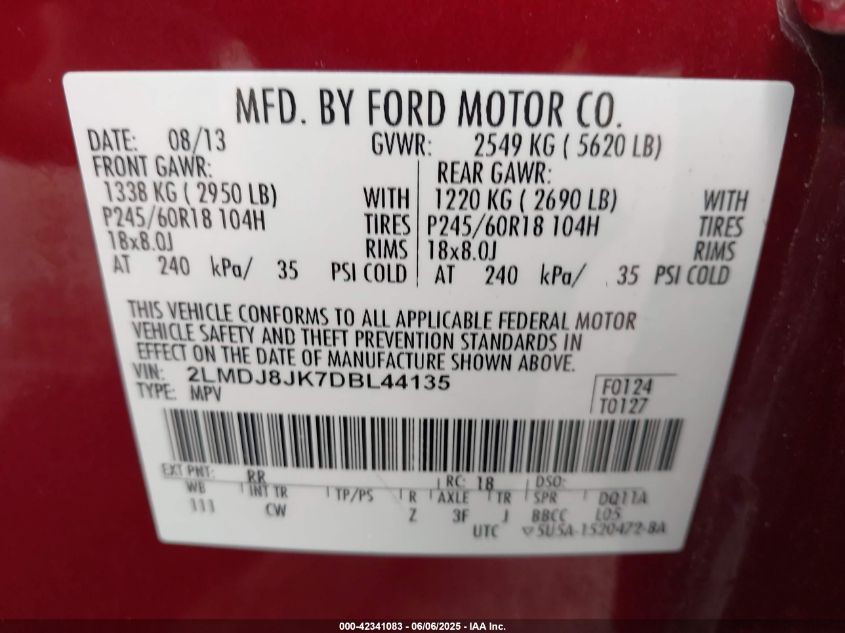 MFD. BY FORD MOTOR CO.
DATE: 08/13 GVWR: 2549 KG ( 5620 LB)
FRONT GAWR: REAR GAWR:
1338 KG ( 2950 LB) WITH 1220 KG ( 2690 LB) WITH
P245/60R18 104H TIRES P245/60R18 104H TIRES
18x8.0J RIMS 18x8.0J RIMS
AT 240 kPa/ 35 PSI COLD AT 240 kPa/ 35 PSI COLD
THIS VEHICLE CONFORMS TO ALL APPLICABLE FEDERAL MOTOR
VEHICLE SAFETY AND THEFT PREVENTION STANDARDS IN
EFFECT ON THE DATE OF MANUFACTURE SHOWN ABOVE.
VIN: 2LMDJ8JK7DBL44135 F0124
TYPE: MPV T0127
EXT PNT: RR RC: 18 DSO:
WB INT TR TP/PS R AXLE TR SPR DQ11A
111 CW Z 3F J BBCC L05
UTC ▽5U5A-1520472-BA
000-42341083 - 06/06/2025 - IAA Inc.